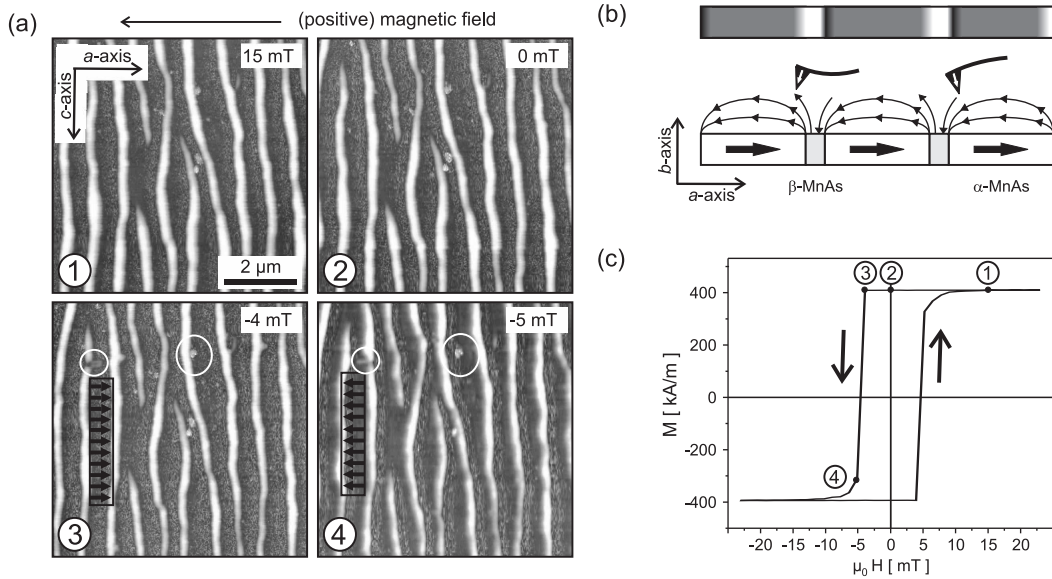 (a)
(positive) magnetic field
a-axis
c-axis
15 mT
1
2 µm
0 mT
2
-4 mT
3
-5 mT
4
(b)
b-axis
a-axis
β-MnAs
α-MnAs
(c)
M [ kA/m]
400
200
0
-200
-400
3
2
1
4
-20 -15 -10 -5 0 5 10 15 20
µ0 H [ mT]